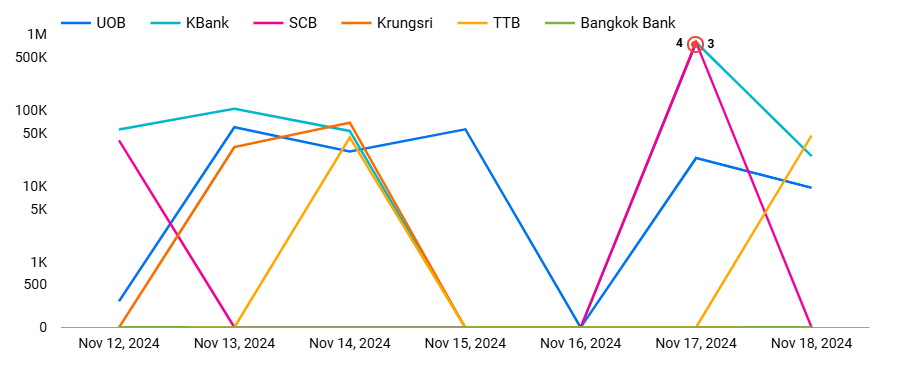 UOB KBank SCB Krungsri TTB Bangkok Bank
1M
4 3
500K
100K
50K
10K
5K
1K
500
0
Nov 12, 2024 Nov 13, 2024 Nov 14, 2024 Nov 15, 2024 Nov 16, 2024 Nov 17, 2024 Nov 18, 2024